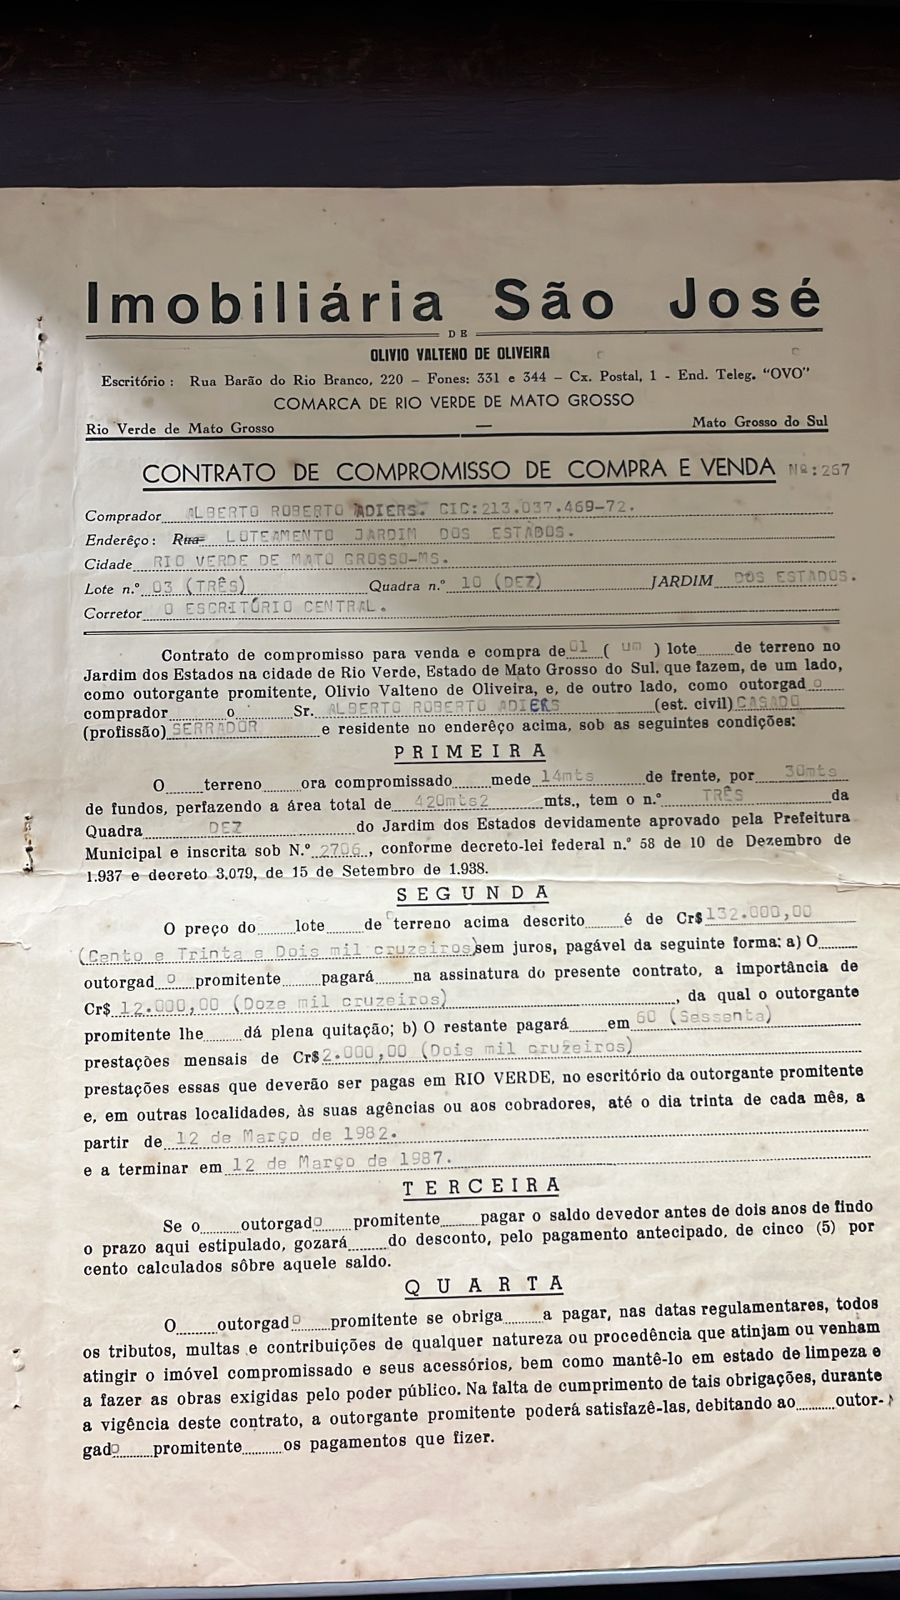 Imobiliária São José
DE
OLIVIO VALTENO DE OLIVEIRA
Escritório : Rua Barão do Rio Branco, 220 – Fones: 331 e 344 – Cx. Postal, 1 - End. Teleg. "OVO"
COMARCA DE RIO VERDE DE MATO GROSSO
Rio Verde de Mato Grosso — Mato Grosso do Sul
CONTRATO DE COMPROMISSO DE COMPRA E VENDA Nº:267
Comprador ALBERTO ROBERTO ADIERS. CIC:213.037.469-72.
Enderêço : Rua LOTEAMENTO JARDIM DOS ESTADOS.
Cidade RIO VERDE DE MATO GROSSO-MS.
Lote n.º 03 (TRÊS) Quadra n.º 10 (DEZ) JARDIM DOS ESTADOS.
Corretor O ESCRITÓRIO CENTRAL.
Contrato de compromisso para venda e compra de 01 ( um ) lote de terreno no
Jardim dos Estados na cidade de Rio Verde, Estado de Mato Grosso do Sul, que fazem, de um lado,
como outorgante promitente, Olivio Valteno de Oliveira, e, de outro lado, como outorgad o
comprador o Sr. ALBERTO ROBERTO ADIERS (est. civil) CASADO
(profissão) SERRADOR e residente no enderêço acima, sob as seguintes condições:
PRIMEIRA
O terreno ora compromissado mede 14mts de frente, por 30mts
de fundos, perfazendo a área total de 420mts2 mts., tem o n.º TRÊS da
Quadra DEZ do Jardim dos Estados devidamente aprovado pela Prefeitura
Municipal e inscrita sob N.º 2706, conforme decreto-lei federal n.º 58 de 10 de Dezembro de
1.937 e decreto 3.079, de 15 de Setembro de 1.938.
SEGUNDA
O preço do lote de terreno acima descrito é de Cr$ 132.000,00
(Cento e Trinta e Dois mil cruzeiros) sem juros, pagável da seguinte forma: a) O
outorgad o promitente pagará na assinatura do presente contrato, a importância de
Cr$ 12.000,00 (Doze mil cruzeiros) , da qual o outorgante
promitente lhe dá plena quitação; b) O restante pagará em 60 (Sessenta)
prestações mensais de Cr$ 2.000,00 (Dois mil cruzeiros)
prestações essas que deverão ser pagas em RIO VERDE, no escritório da outorgante promitente
e, em outras localidades, às suas agências ou aos cobradores, até o dia trinta de cada mês, a
partir de 12 de Março de 1982.
e a terminar em 12 de Março de 1987.
TERCEIRA
Se o outorgado promitente pagar o saldo devedor antes de dois anos de findo
o prazo aqui estipulado, gozará do desconto, pelo pagamento antecipado, de cinco (5) por
cento calculados sôbre aquele saldo.
QUARTA
O outorgado promitente se obriga a pagar, nas datas regulamentares, todos
os tributos, multas e contribuições de qualquer natureza ou procedência que atinjam ou venham
atingir o imóvel compromissado e seus acessórios, bem como mantê-lo em estado de limpeza e
a fazer as obras exigidas pelo poder público. Na falta de cumprimento de tais obrigações, durante
a vigência deste contrato, a outorgante promitente poderá satisfazê-las, debitando ao outor-
gado promitente os pagamentos que fizer.